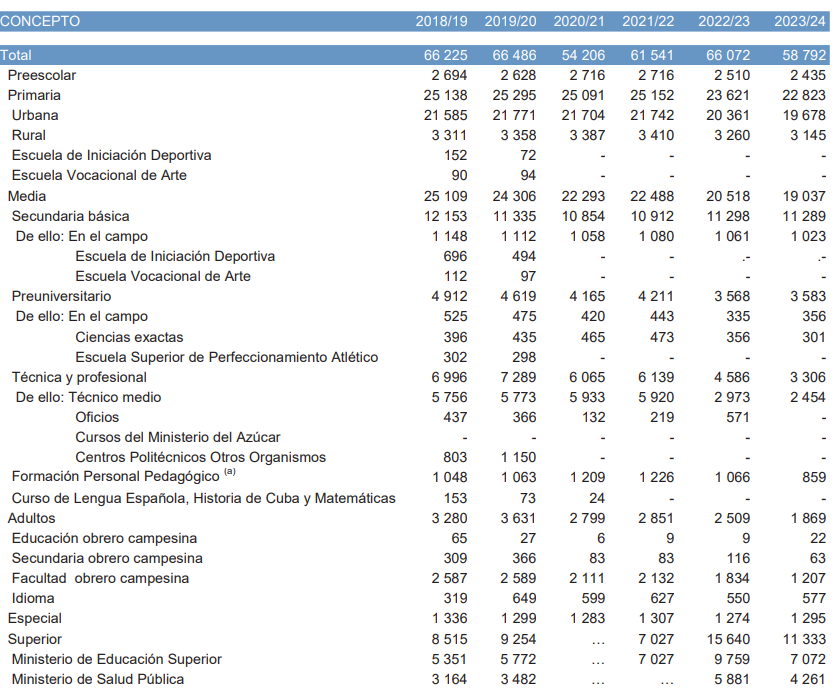 CONCEPTO 2018/19 2019/20 2020/21 2021/22 2022/23 2023/24
Total 66 225 66 486 54 206 61 541 66 072 58 792
Preescolar 2 694 2 628 2 716 2 716 2 510 2 435
Primaria 25 138 25 295 25 091 25 152 23 621 22 823
Urbana 21 585 21 771 21 704 21 742 20 361 19 678
Rural 3 311 3 358 3 387 3 410 3 260 3 145
Escuela de Iniciación Deportiva 152 72 - - - -
Escuela Vocacional de Arte 90 94 - - - -
Media 25 109 24 306 22 293 22 488 20 518 19 037
Secundaria básica 12 153 11 335 10 854 10 912 11 298 11 289
De ello: En el campo 1 148 1 112 1 058 1 080 1 061 1 023
Escuela de Iniciación Deportiva 696 494 - - .- .-
Escuela Vocacional de Arte 112 97 - - - -
Preuniversitario 4 912 4 619 4 165 4 211 3 568 3 583
De ello: En el campo 525 475 420 443 335 356
Ciencias exactas 396 435 465 473 356 301
Escuela Superior de Perfeccionamiento Atlético 302 298 - - - -
Técnica y profesional 6 996 7 289 6 065 6 139 4 586 3 306
De ello: Técnico medio 5 756 5 773 5 933 5 920 2 973 2 454
Oficios 437 366 132 219 571 -
Cursos del Ministerio del Azúcar - - - - - -
Centros Politécnicos Otros Organismos 803 1 150 - - - -
Formación Personal Pedagógico (a) 1 048 1 063 1 209 1 226 1 066 859
Curso de Lengua Española, Historia de Cuba y Matemáticas 153 73 24 - - -
Adultos 3 280 3 631 2 799 2 851 2 509 1 869
Educación obrero campesina 65 27 6 9 9 22
Secundaria obrero campesina 309 366 83 83 116 63
Facultad obrero campesina 2 587 2 589 2 111 2 132 1 834 1 207
Idioma 319 649 599 627 550 577
Especial 1 336 1 299 1 283 1 307 1 274 1 295
Superior 8 515 9 254 … 7 027 15 640 11 333
Ministerio de Educación Superior 5 351 5 772 … 7 027 9 759 7 072
Ministerio de Salud Pública 3 164 3 482 … … 5 881 4 261